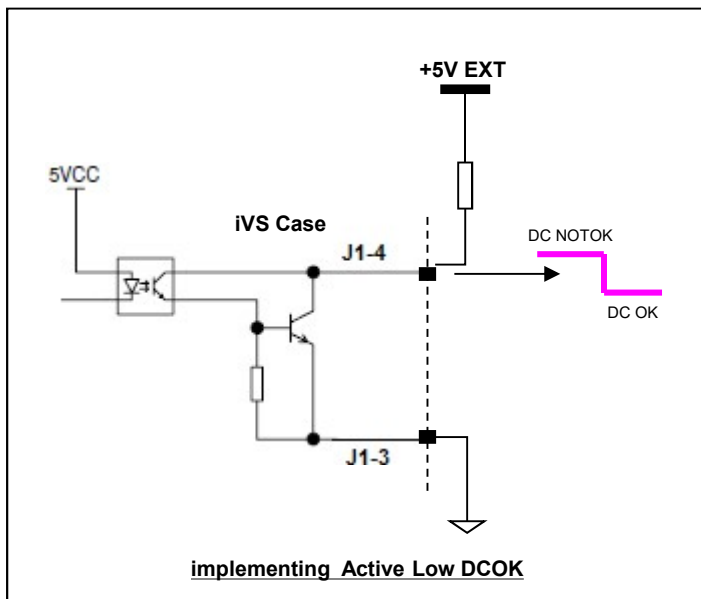 +5V EXT
5VCC
iVS Case
J1-4
DC NOTOK
DC OK
J1-3
implementing Active Low DCOK